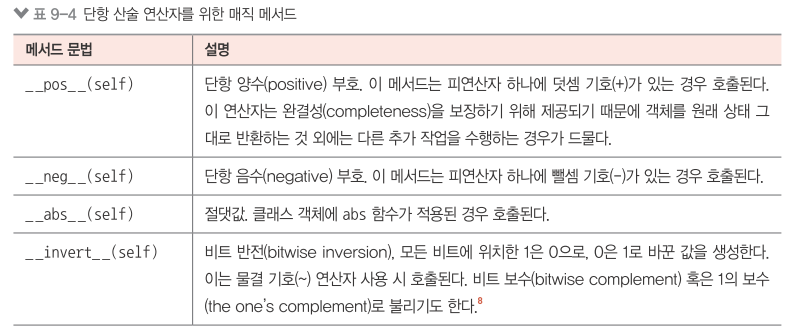 표 9-4 단항 산술 연산자를 위한 매직 메서드
메서드 문법 설명
__pos__(self) 단항 양수(positive) 부호. 이 메서드는 피연산자 하나에 덧셈 기호(+)가 있는 경우 호출된다.
이 연산자는 완결성(completeness)을 보장하기 위해 제공되기 때문에 객체를 원래 상태 그
대로 반환하는 것 외에는 다른 추가 작업을 수행하는 경우가 드물다.
__neg__(self) 단항 음수(negative) 부호. 이 메서드는 피연산자 하나에 뺄셈 기호(-)가 있는 경우 호출된다.
__abs__(self) 절댓값. 클래스 객체에 abs 함수가 적용된 경우 호출된다.
__invert__(self) 비트 반전(bitwise inversion), 모든 비트에 위치한 1은 0으로, 0은 1로 바꾼 값을 생성한다.
이는 물결 기호(~) 연산자 사용 시 호출된다. 비트 보수(bitwise complement) 혹은 1의 보수
(the one's complement)로 불리기도 한다.8